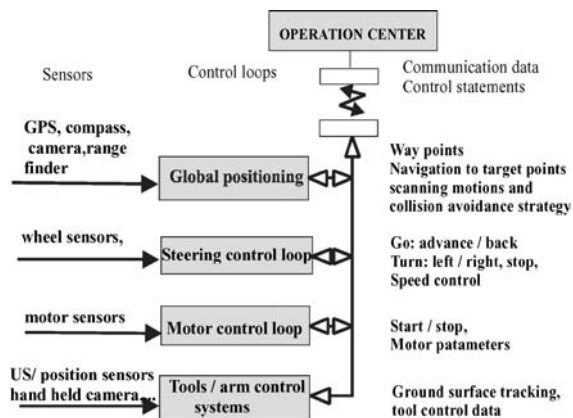 OPERATION CENTER
Sensors
Control loops
Communication data
Control statements
GPS, compass,
camera,range
finder
Global positioning
Way points
Navigation to target points
scanning motions and
collision avoidance strategy
wheel sensors,
Steering control loop
Go: advance / back
Turn: left / right, stop,
Speed control
motor sensors
Motor control loop
Start / stop,
Motor patameters
US/ position sensors
hand held camera...
Tools / arm control
systems
Ground surface tracking,
tool control data